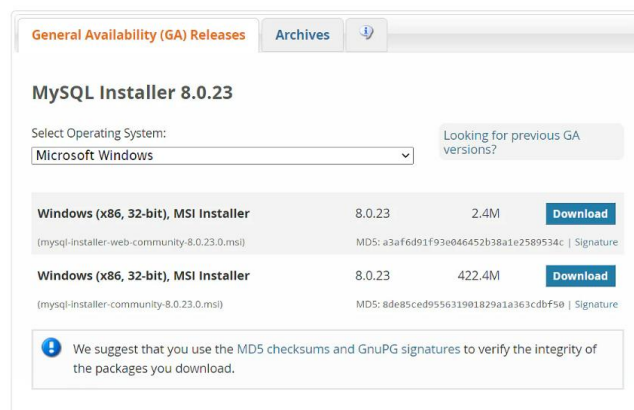 General Availability (GA) Releases Archives
MySQL Installer 8.0.23
Select Operating System:
Looking for previous GA
versions?
Microsoft Windows
Windows (x86, 32-bit), MSI Installer 8.0.23 2.4M Download
(mysql-installer-web-community-8.0.23.0.msi) MD5: a3af6d91f93e046452b38a1e2589534c | Signature
Windows (x86, 32-bit), MSI Installer 8.0.23 422.4M Download
(mysql-installer-community-8.0.23.0.msi) MD5: 8de85ced955631901829a1a363cdbf50 | Signature
We suggest that you use the MD5 checksums and GnuPG signatures to verify the integrity of
the packages you download.